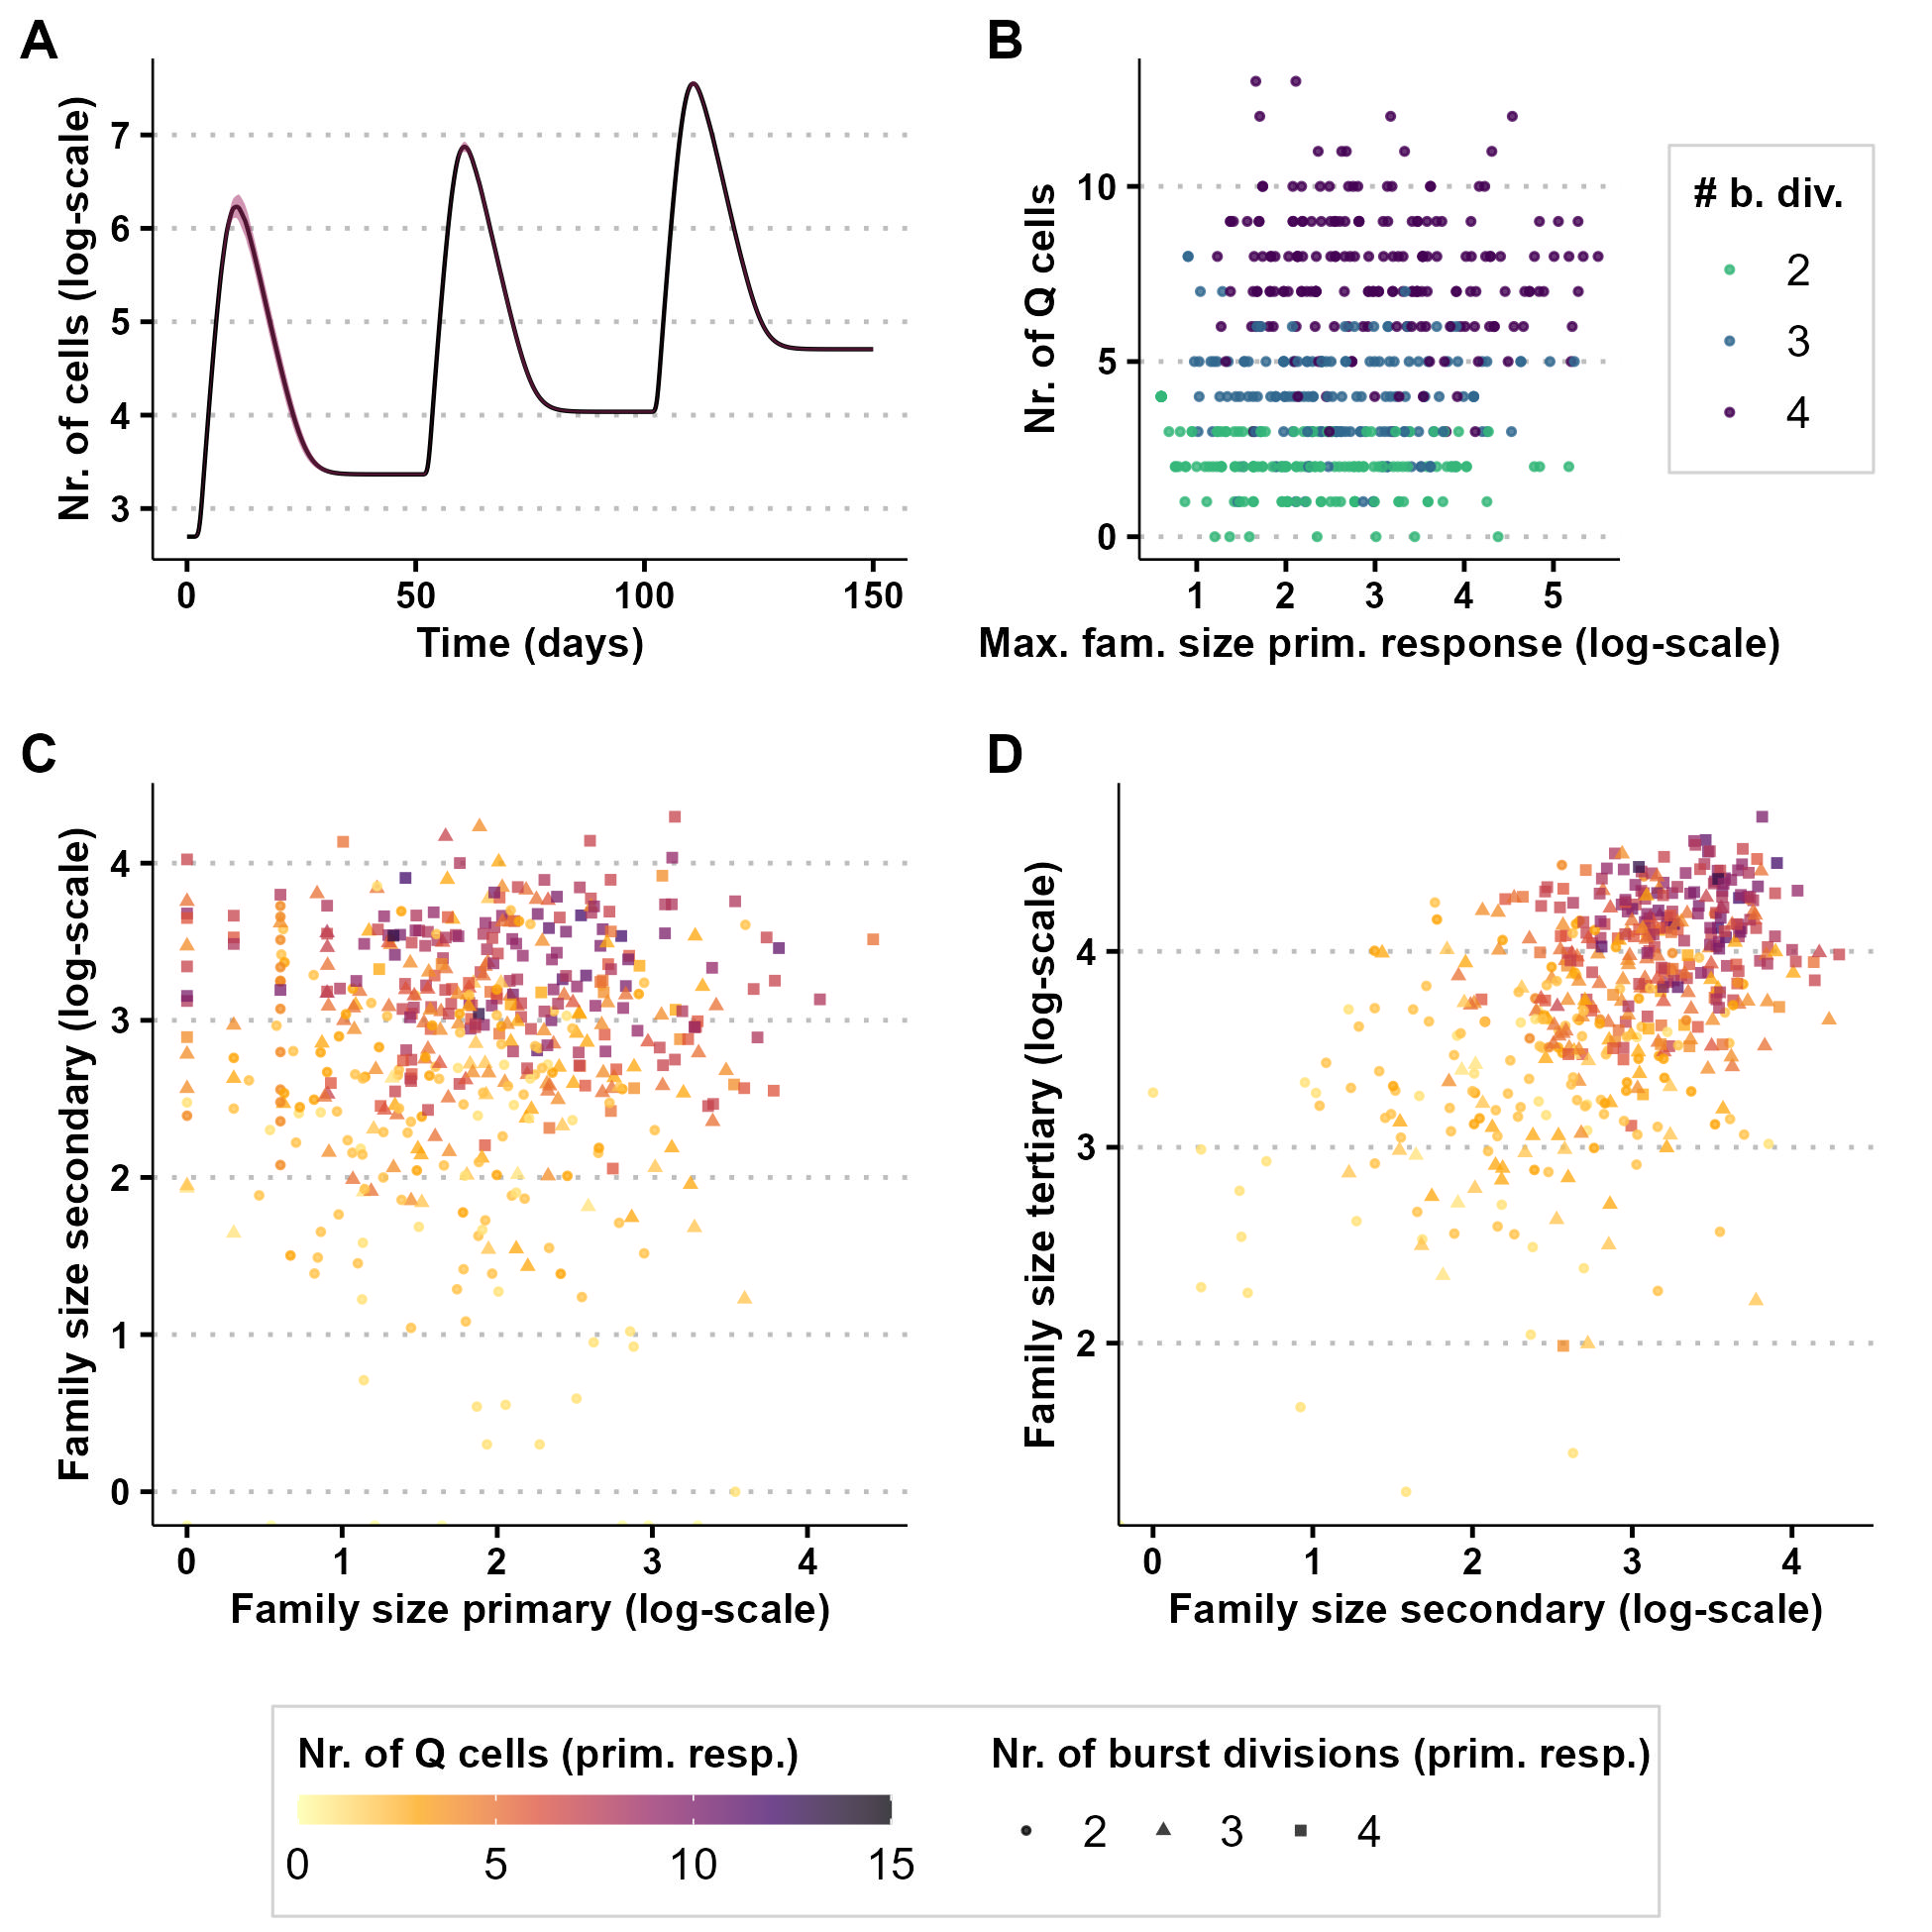 A
Nr. of cells (log-scale)
7
6
5
4
3
0 50 100 150
Time (days)
B
Nr. of Q cells
10
5
0
1 2 3 4 5
Max. fam. size prim. response (log-scale)
# b. div.
2
3
4
C
Family size secondary (log-scale)
4
3
2
1
0
0 1 2 3 4
Family size primary (log-scale)
D
Family size tertiary (log-scale)
4
3
2
0 1 2 3 4
Family size secondary (log-scale)
Nr. of Q cells (prim. resp.)
0 5 10 15
Nr. of burst divisions (prim. resp.)
2 3 4